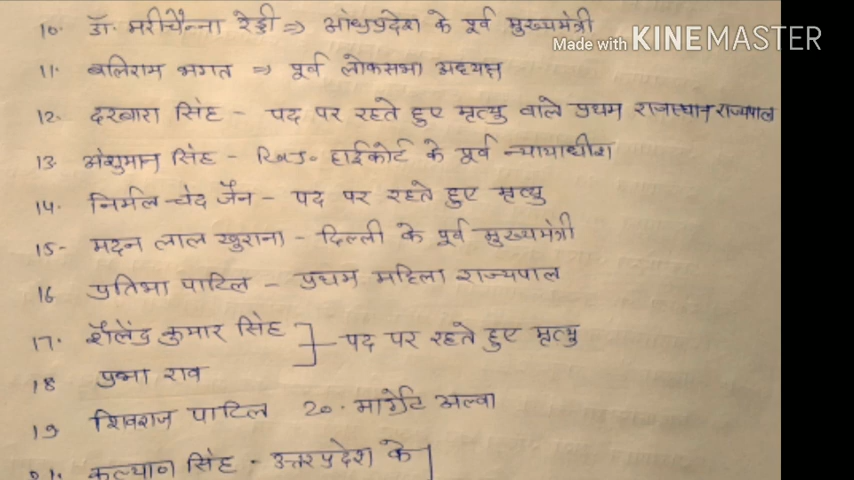 10. डॉ. मरीचैन्ना रेड्डी => आंध्रप्रदेश के पूर्व मुख्यमंत्री
Made with KINEMASTER
11. बलिराम भगत => पूर्व लोकसभा अध्यक्ष
12. दरबारा सिंह - पद पर रहते हुए मृत्यु वाले प्रथम राजस्थान राज्यपाल
13. अंशुमान सिंह - Raj. हाईकोर्ट के पूर्व न्यायाधीश
14. निर्मल चंद जैन - पद पर रहते हुए मृत्यु
15- मदन लाल खुराना - दिल्ली के पूर्व मुख्यमंत्री
16 प्रतिभा पाटिल - प्रथम महिला राज्यपाल
17. शैलेंद्र कुमार सिंह ] - पद पर रहते हुए मृत्यु
18 प्रभा राव
19 शिवराज पाटिल 20. मार्ग्रेट अल्वा
21. कल्याण सिंह - उत्तरप्रदेश के